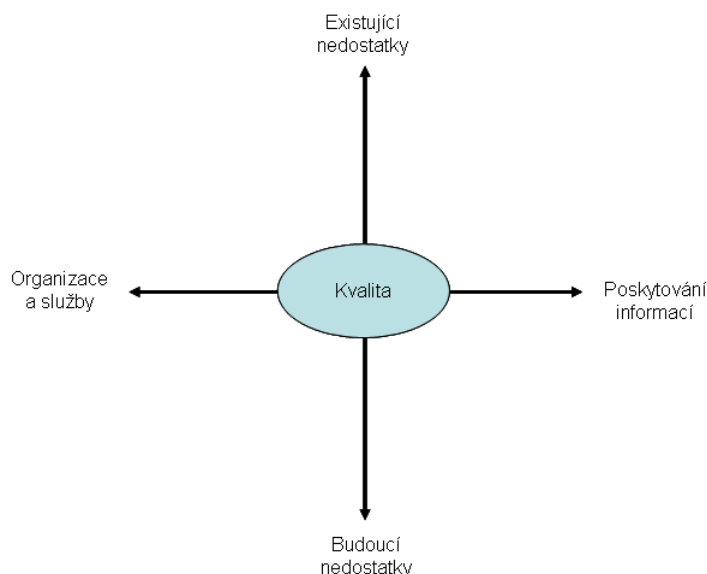 Existující
nedostatky
Organizace
a služby
Kvalita
Poskytování
informací
Budoucí
nedostatky